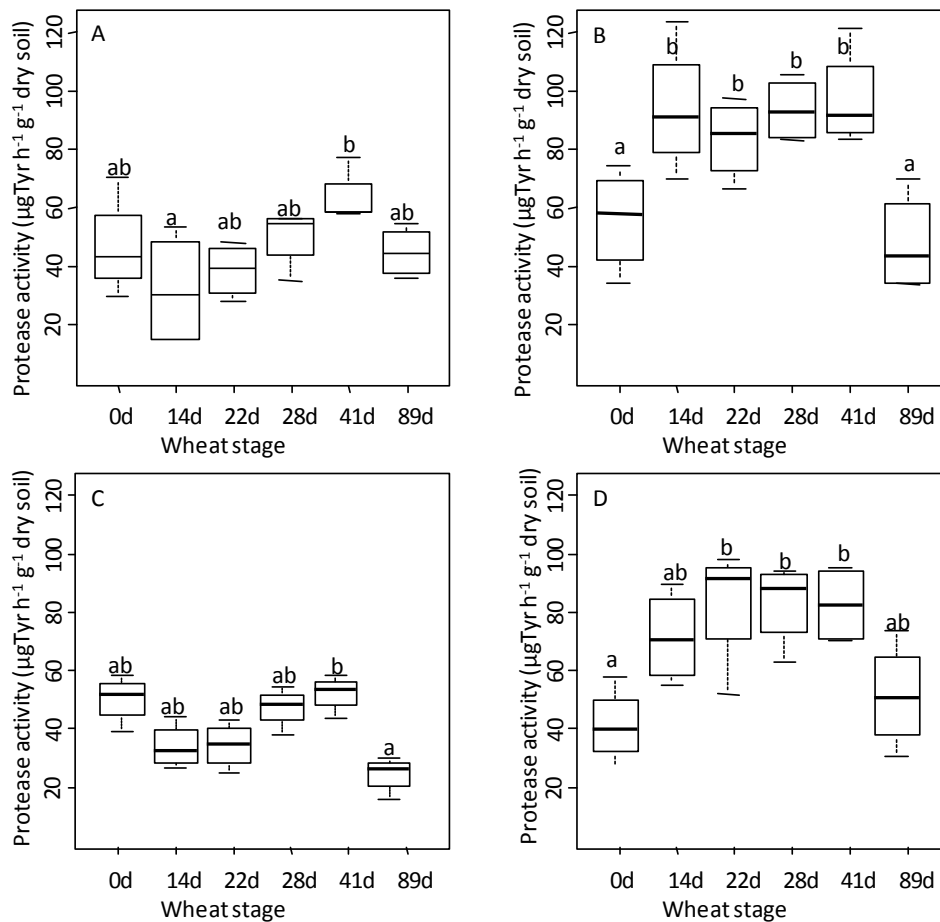 A
Protease activity (µgTyr h⁻¹ g⁻¹ dry soil)
120
100
80
60
40
20
ab
a
ab
ab
b
ab
0d 14d 22d 28d 41d 89d
Wheat stage
B
Protease activity (µgTyr h⁻¹ g⁻¹ dry soil)
120
100
80
60
40
20
a
b
b
b
b
a
0d 14d 22d 28d 41d 89d
Wheat stage
C
Protease activity (µgTyr h⁻¹ g⁻¹ dry soil)
120
100
80
60
40
20
ab
ab
ab
ab
b
a
0d 14d 22d 28d 41d 89d
Wheat stage
D
Protease activity (µgTyr h⁻¹ g⁻¹ dry soil)
120
100
80
60
40
20
a
ab
b
b
b
ab
0d 14d 22d 28d 41d 89d
Wheat stage